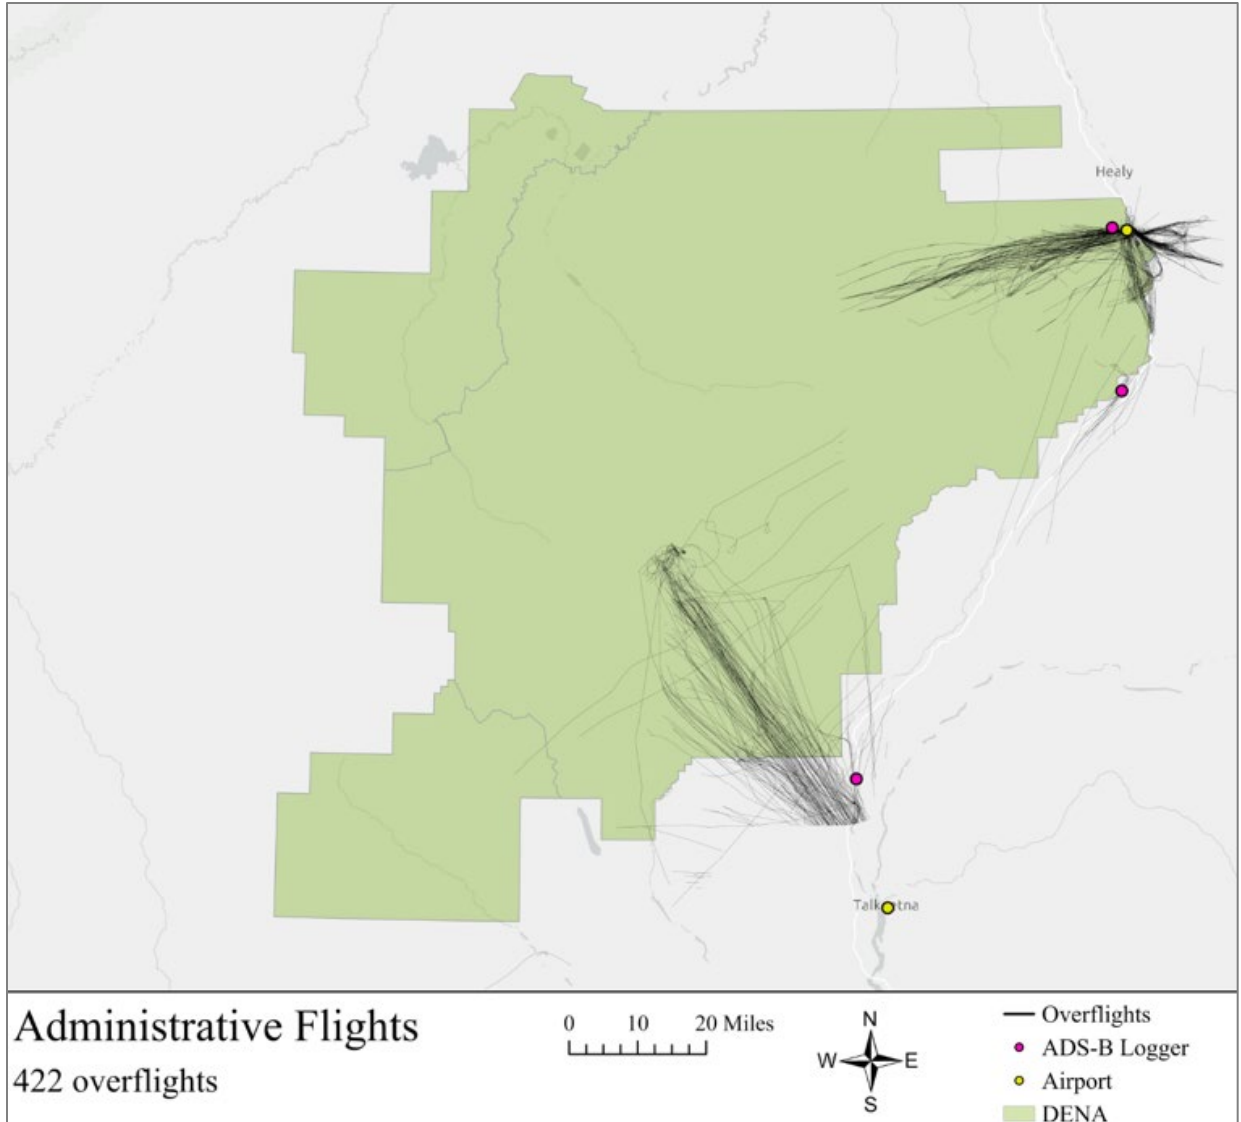 Healy
Talkeetna
Administrative Flights
422 overflights
0 10 20 Miles
N
W E
S
Overflights
ADS-B Logger
Airport
DENA